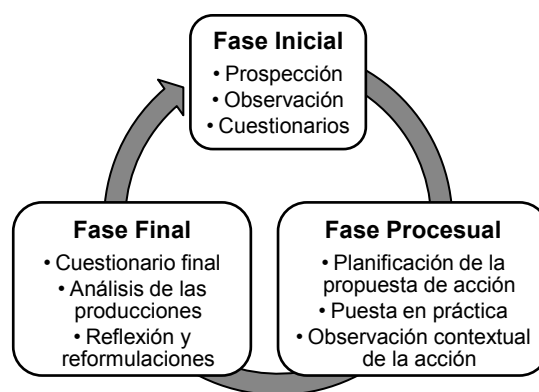 Fase Inicial
• Prospección
• Observación
• Cuestionarios
Fase Procesual
• Planificación de la
propuesta de acción
• Puesta en práctica
• Observación contextual
de la acción
Fase Final
• Cuestionario final
• Análisis de las
producciones
• Reflexión y
reformulaciones